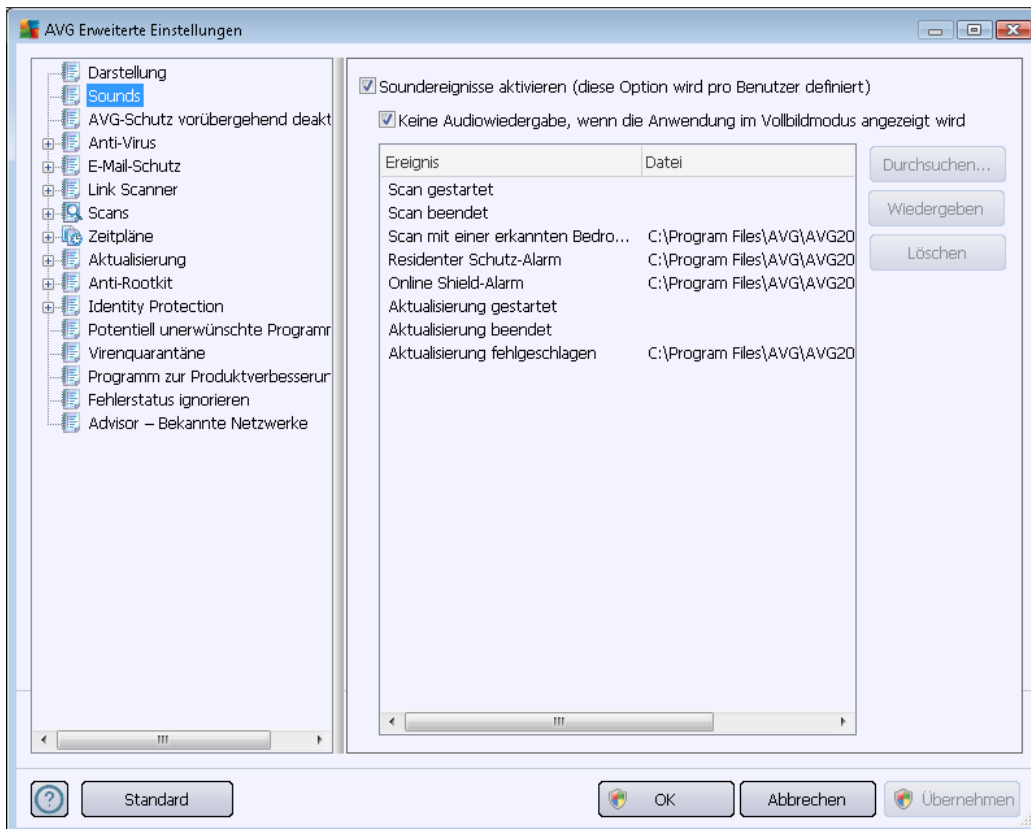 AVG Erweiterte Einstellungen
Darstellung
Sounds
AVG-Schutz vorübergehend deakt
Anti-Virus
E-Mail-Schutz
Link Scanner
Scans
Zeitpläne
Aktualisierung
Anti-Rootkit
Identity Protection
Potentiell unerwünschte Programm
Virenquarantäne
Programm zur Produktverbesserun
Fehlerstatus ignorieren
Advisor – Bekannte Netzwerke
Soundereignisse aktivieren (diese Option wird pro Benutzer definiert)
Keine Audiowiedergabe, wenn die Anwendung im Vollbildmodus angezeigt wird
Ereignis Datei
Scan gestartet
Scan beendet
Scan mit einer erkannten Bedro... C:\Program Files\AVG\AVG20
Residenter Schutz-Alarm C:\Program Files\AVG\AVG20
Online Shield-Alarm C:\Program Files\AVG\AVG20
Aktualisierung gestartet
Aktualisierung beendet
Aktualisierung fehlgeschlagen C:\Program Files\AVG\AVG20
Durchsuchen...
Wiedergeben
Löschen
Standard
OK
Abbrechen
Übernehmen